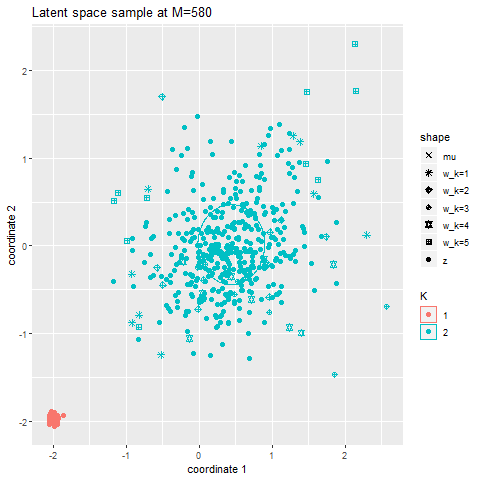 Latent space sample at M=580
2
1
0
-1
-2
coordinate 2
-2
-1
0
1
2
coordinate 1
shape
mu
w_k=1
w_k=2
w_k=3
w_k=4
w_k=5
z
K
1
2